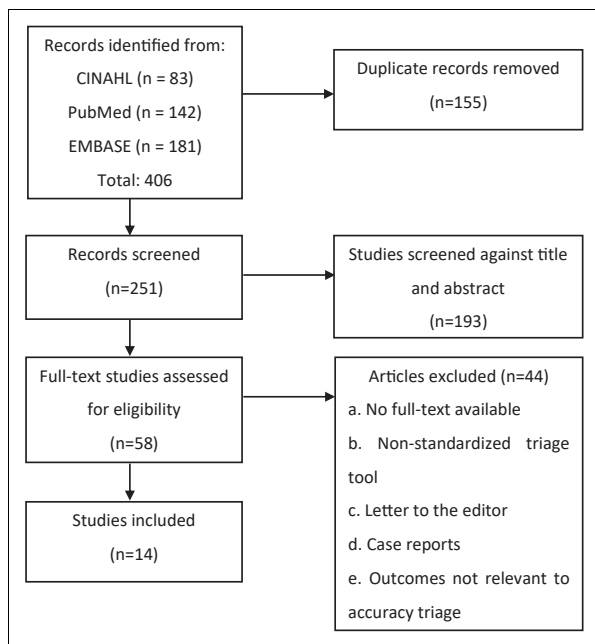 Records identified from:
CINAHL (n = 83)
PubMed (n = 142)
EMBASE (n = 181)
Total: 406
Duplicate records removed
(n=155)
Records screened
(n=251)
Studies screened against title
and abstract
(n=193)
Full-text studies assessed
for eligibility
(n=58)
Articles excluded (n=44)
a. No full-text available
b. Non-standardized triage
tool
c. Letter to the editor
d. Case reports
e. Outcomes not relevant to
accuracy triage
Studies included
(n=14)